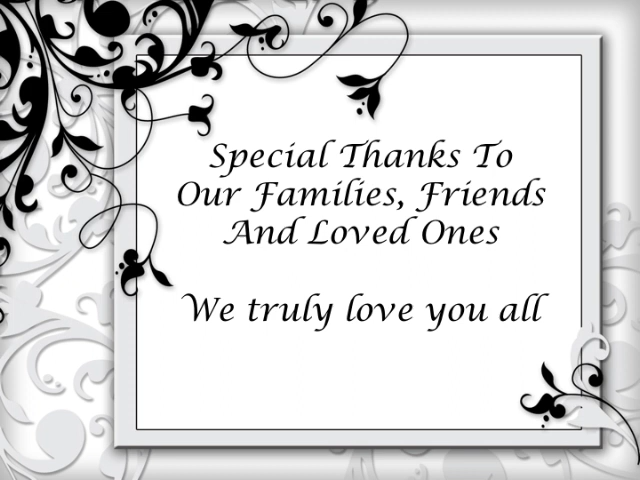 Special Thanks To
Our Families, Friends
And Loved Ones
We truly love you all